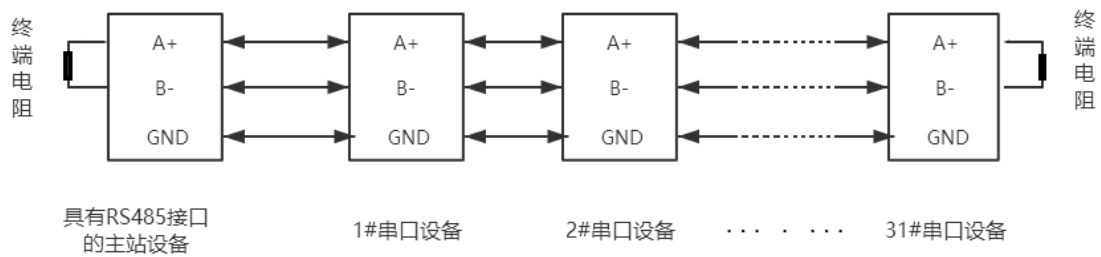 终端电阻
A+
B-
GND
A+
B-
GND
A+
B-
GND
A+
B-
GND
终端电阻
具有RS485接口
的主站设备
1#串口设备
2#串口设备
· · · · · ·
31#串口设备